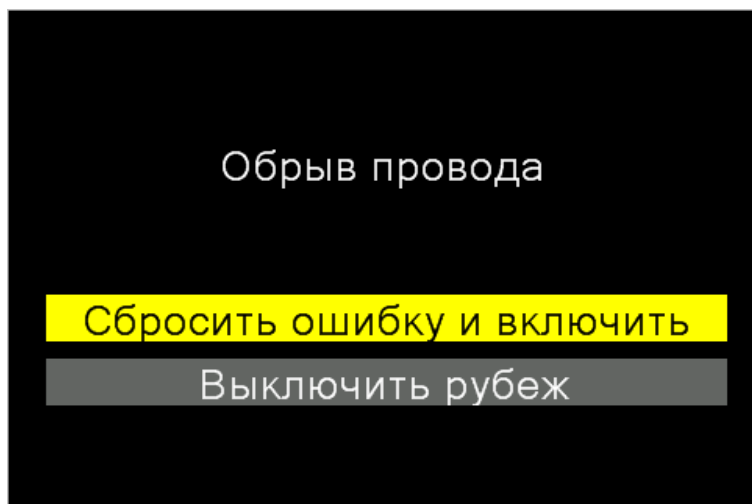 Обрыв провода
Сбросить ошибку и включить
Выключить рубеж